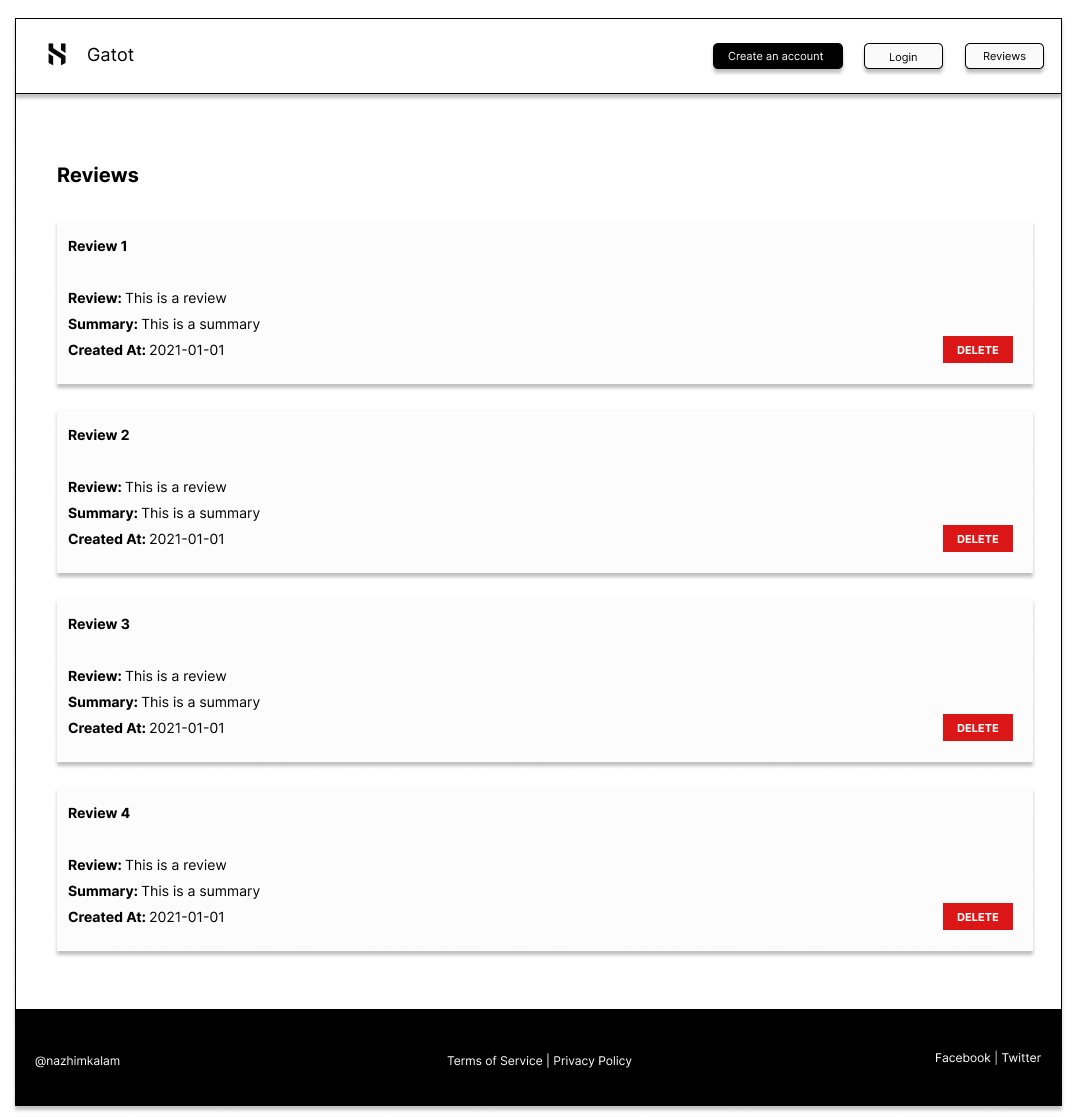 Gatot
Create an account
Login
Reviews
Reviews
Review 1
Review: This is a review
Summary: This is a summary
Created At: 2021-01-01
DELETE
Review 2
Review: This is a review
Summary: This is a summary
Created At: 2021-01-01
DELETE
Review 3
Review: This is a review
Summary: This is a summary
Created At: 2021-01-01
DELETE
Review 4
Review: This is a review
Summary: This is a summary
Created At: 2021-01-01
DELETE
@nazhimkalam
Terms of Service | Privacy Policy
Facebook | Twitter